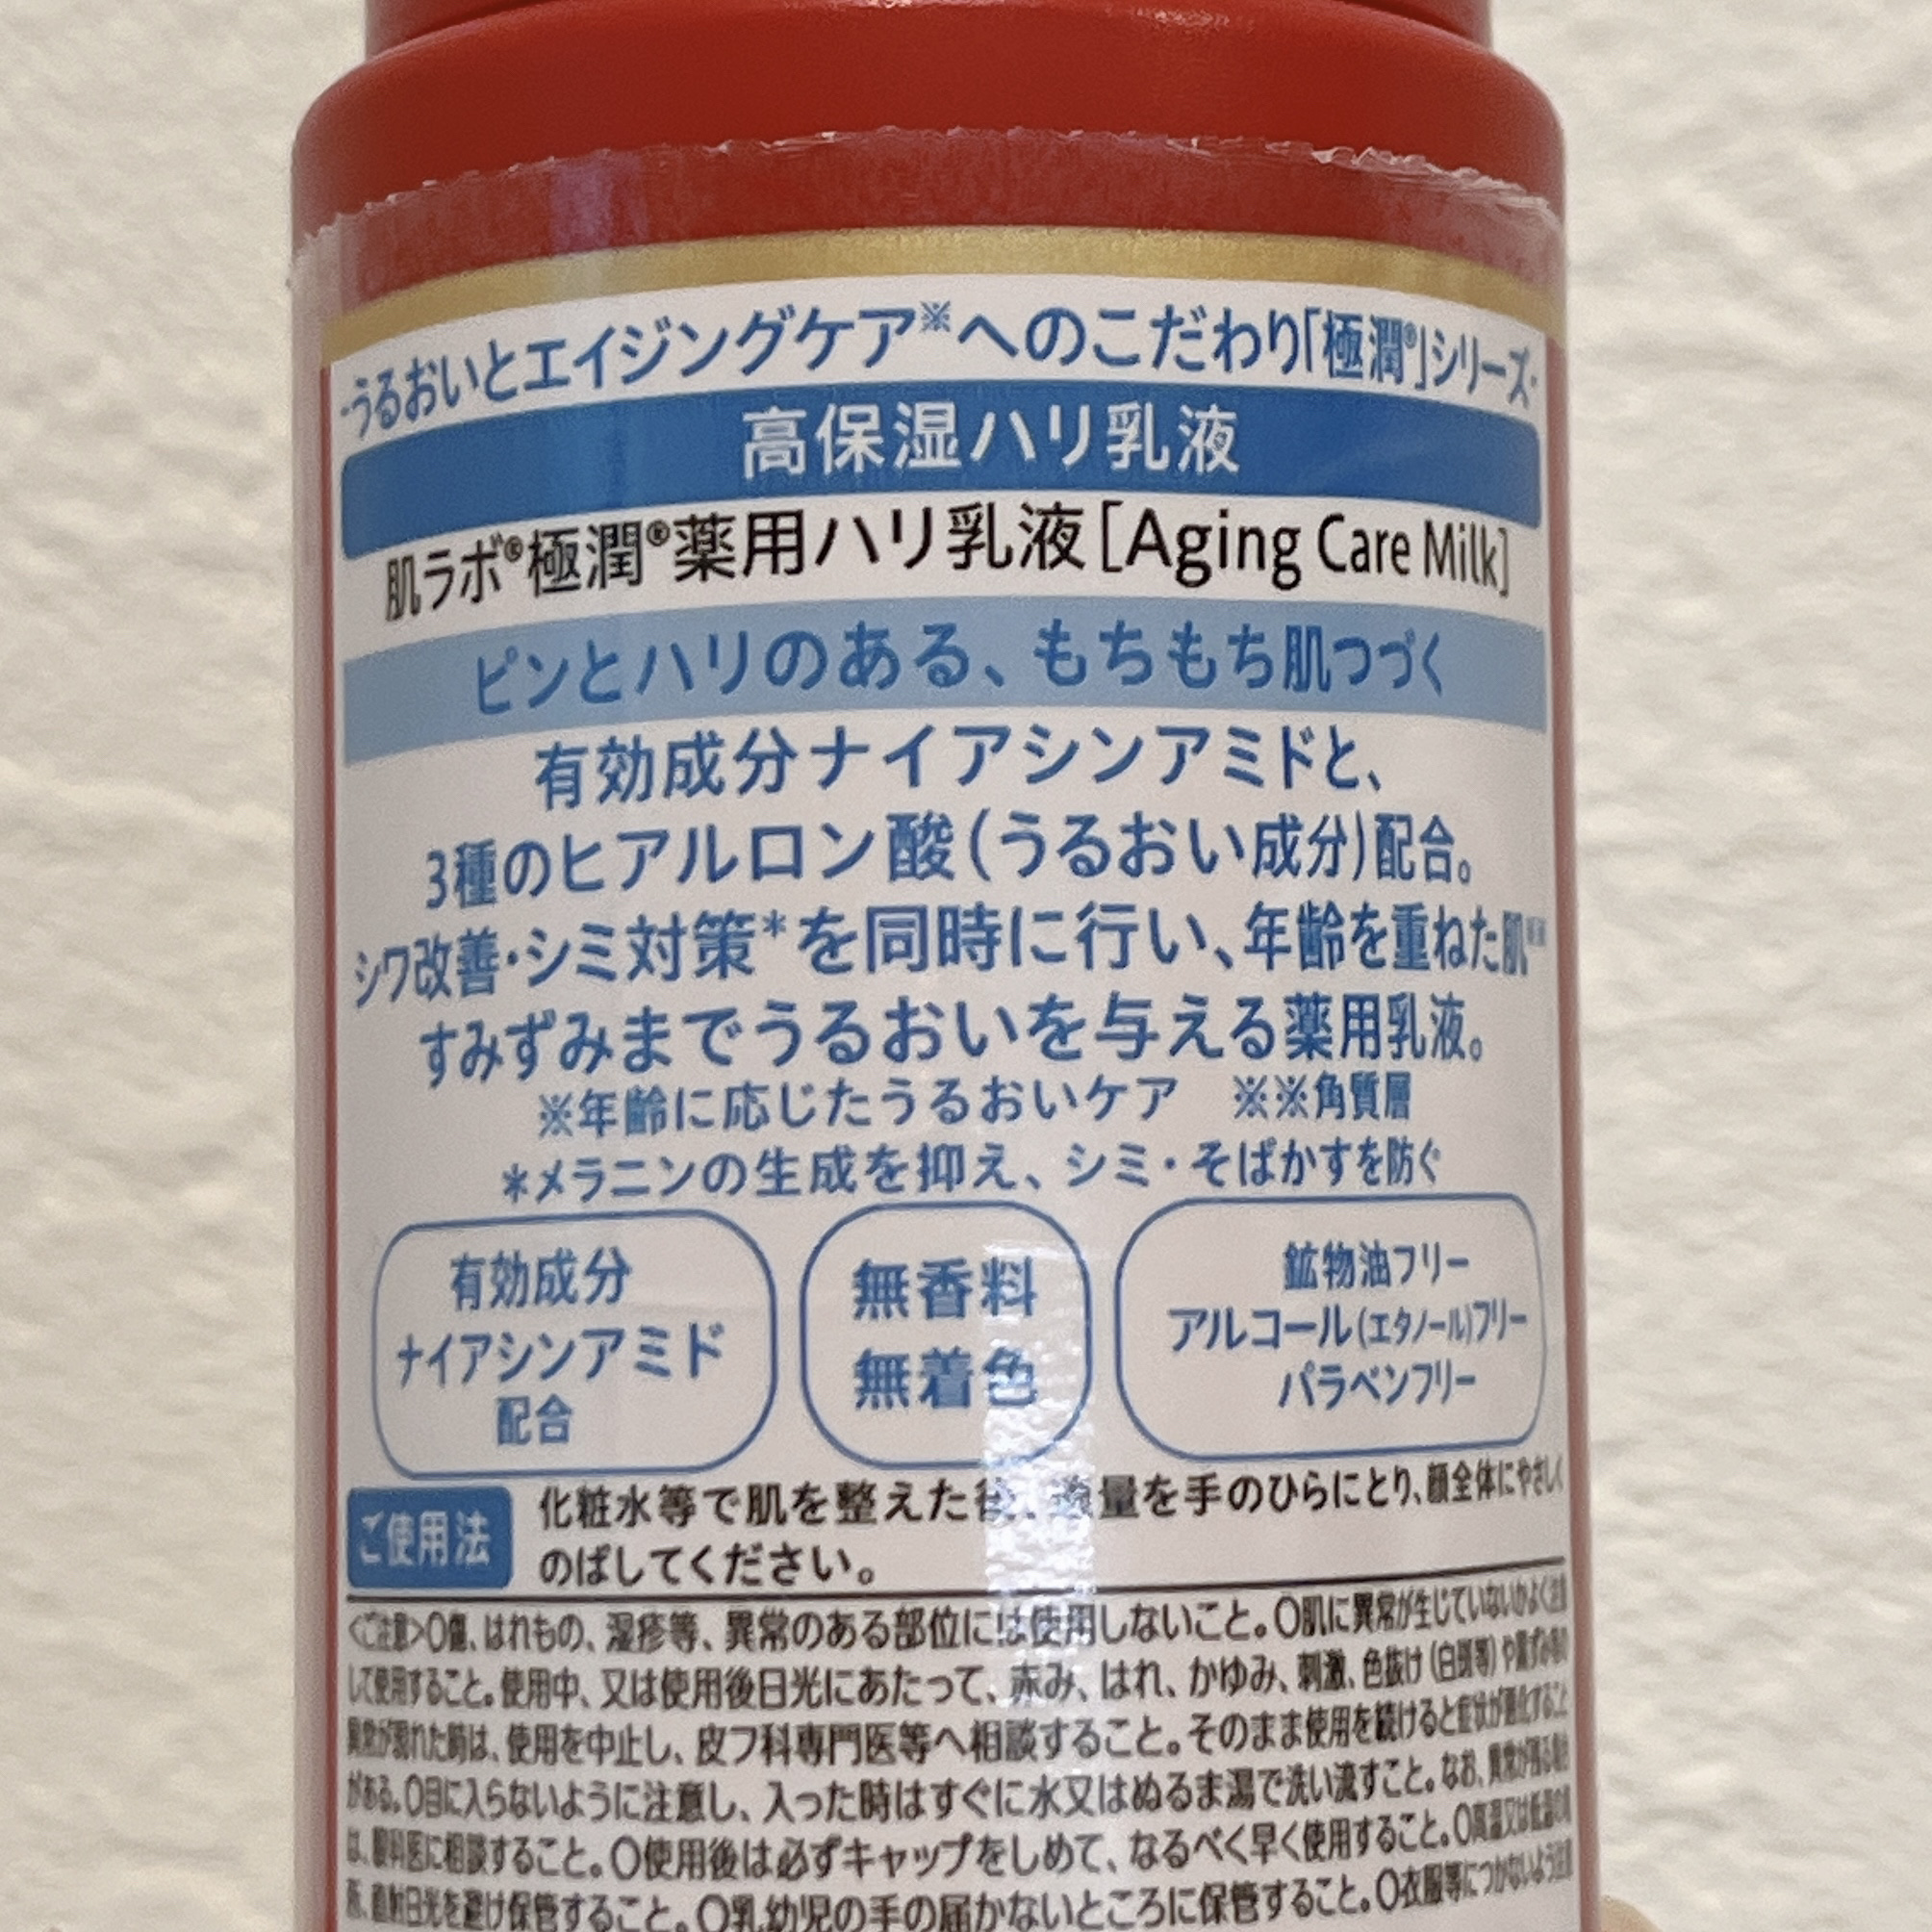 -うるおいとエイジングケア※へのこだわり「極潤®」シリーズ-
高保湿ハリ乳液
肌ラボ®極潤®薬用ハリ乳液[Aging Care Milk]
ピンとハリのある、もちもち肌つづく
有効成分ナイアシンアミドと、
3種のヒアルロン酸(うるおい成分)配合。
シワ改善・シミ対策*を同時に行い、年齢を重ねた肌※※
すみずみまでうるおいを与える薬用乳液。
※年齢に応じたうるおいケア ※※角質層
*メラニンの生成を抑え、シミ・そばかすを防ぐ
有効成分
ナイアシンアミド
配合
無香料
無着色
鉱物油フリー
アルコール(エタノール)フリー
パラベンフリー
ご使用法
化粧水等で肌を整えた後、適量を手のひらにとり、顔全体にやさしく
のばしてください。
<ご注意>〇傷、はれもの、湿疹等、異常のある部位には使用しないこと。〇肌に異常が生じていないかよく注意
して使用すること。使用中、又は使用後日光にあたって、赤み、はれ、かゆみ、刺激、色抜け(白斑等)や黒ずみ等の
異常が現れた時は、使用を中止し、皮フ科専門医等へ相談すること。そのまま使用を続けると症状が悪化すること
がある。〇目に入らないように注意し、入った時はすぐに水又はぬるま湯で洗い流すこと。なお、異常が残る場合
は、眼科医に相談すること。〇使用後は必ずキャップをしめて、なるべく早く使用すること。〇高温又は低温の場
所、直射日光を避け保管すること。〇乳幼児の手の届かないところに保管すること。〇衣服等につかないよう注意